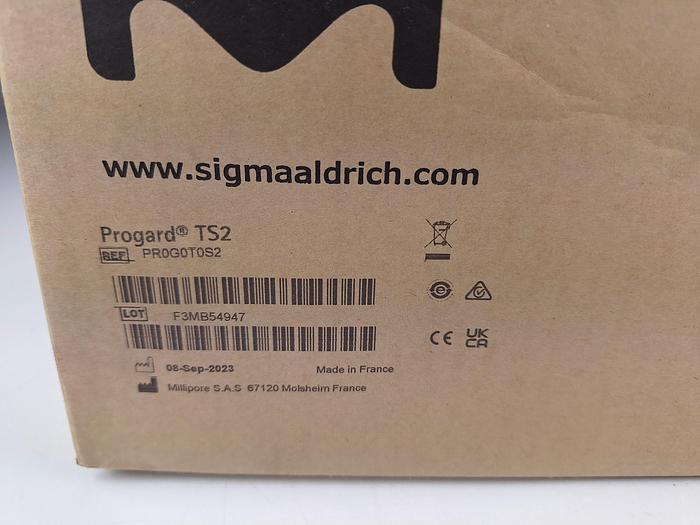 www.sigmaaldrich.com
Progard® TS2
REF PR0G0T0S2
LOT F3MB54947
08-Sep-2023 Made in France
Millipore S.A.S 67120 Molsheim France
CE UK CA